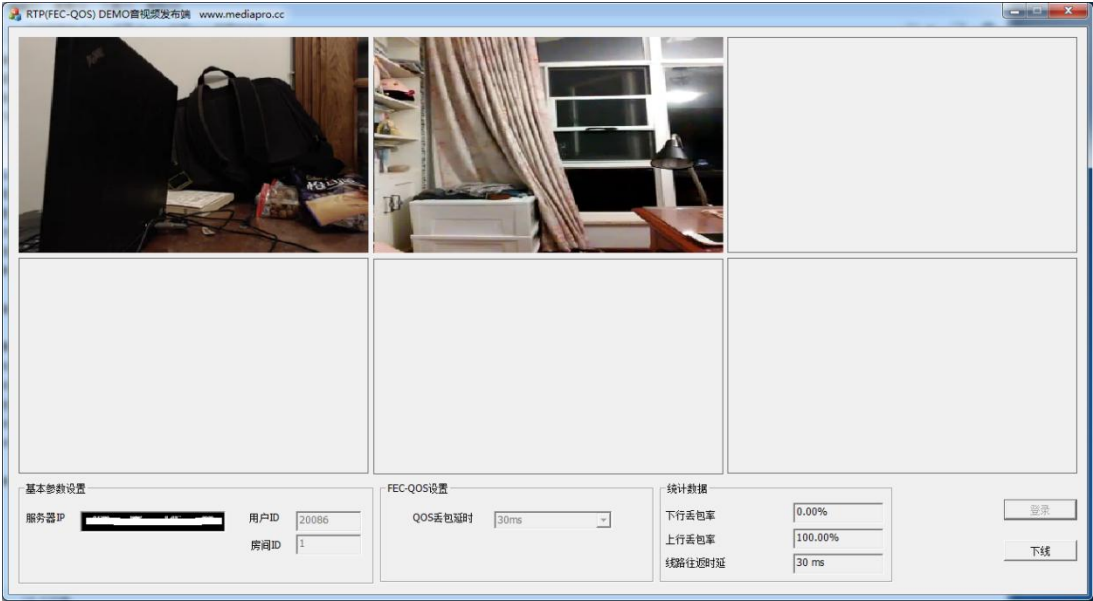 RTP(FEC-QOS) DEMO音视频发布端 www.mediapro.cc
基本参数设置
服务器IP
用户ID 20086
房间ID 1
FEC-QOS设置
QOS丢包延时 30ms
统计数据
下行丢包率 0.00%
上行丢包率 100.00%
线路往返时延 30 ms
登录
下线